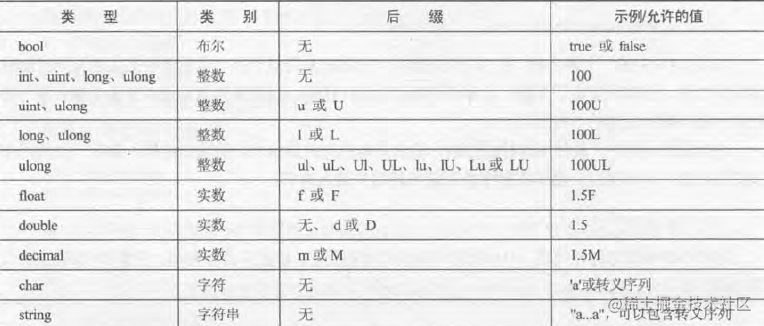 类 型 类 别 后 缀 示例/允许的值
bool 布尔 无 true 或 false
int、uint、long、ulong 整数 无 100
uint、ulong 整数 u 或 U 100U
long、ulong 整数 l 或 L 100L
ulong 整数 ul、uL、Ul、UL、lu、lU、Lu 或 LU 100UL
float 实数 f 或 F 1.5F
double 实数 无、d 或 D 1.5
decimal 实数 m 或 M 1.5M
char 字符 无 'a'或转义序列
string 字符串 无 "a...a"，可以包含转义序列
@稀土掘金技术社区